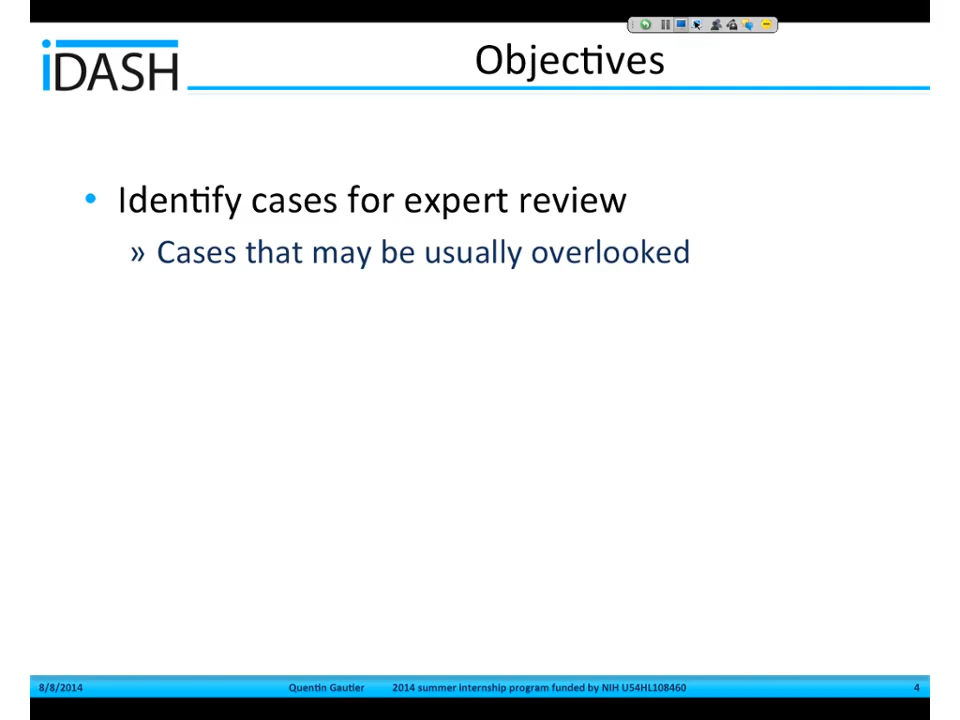 iDASH
Objectives
• Identify cases for expert review
» Cases that may be usually overlooked
8/8/2014 Quentin Gautier 2014 summer internship program funded by NIH U54HL108460 4